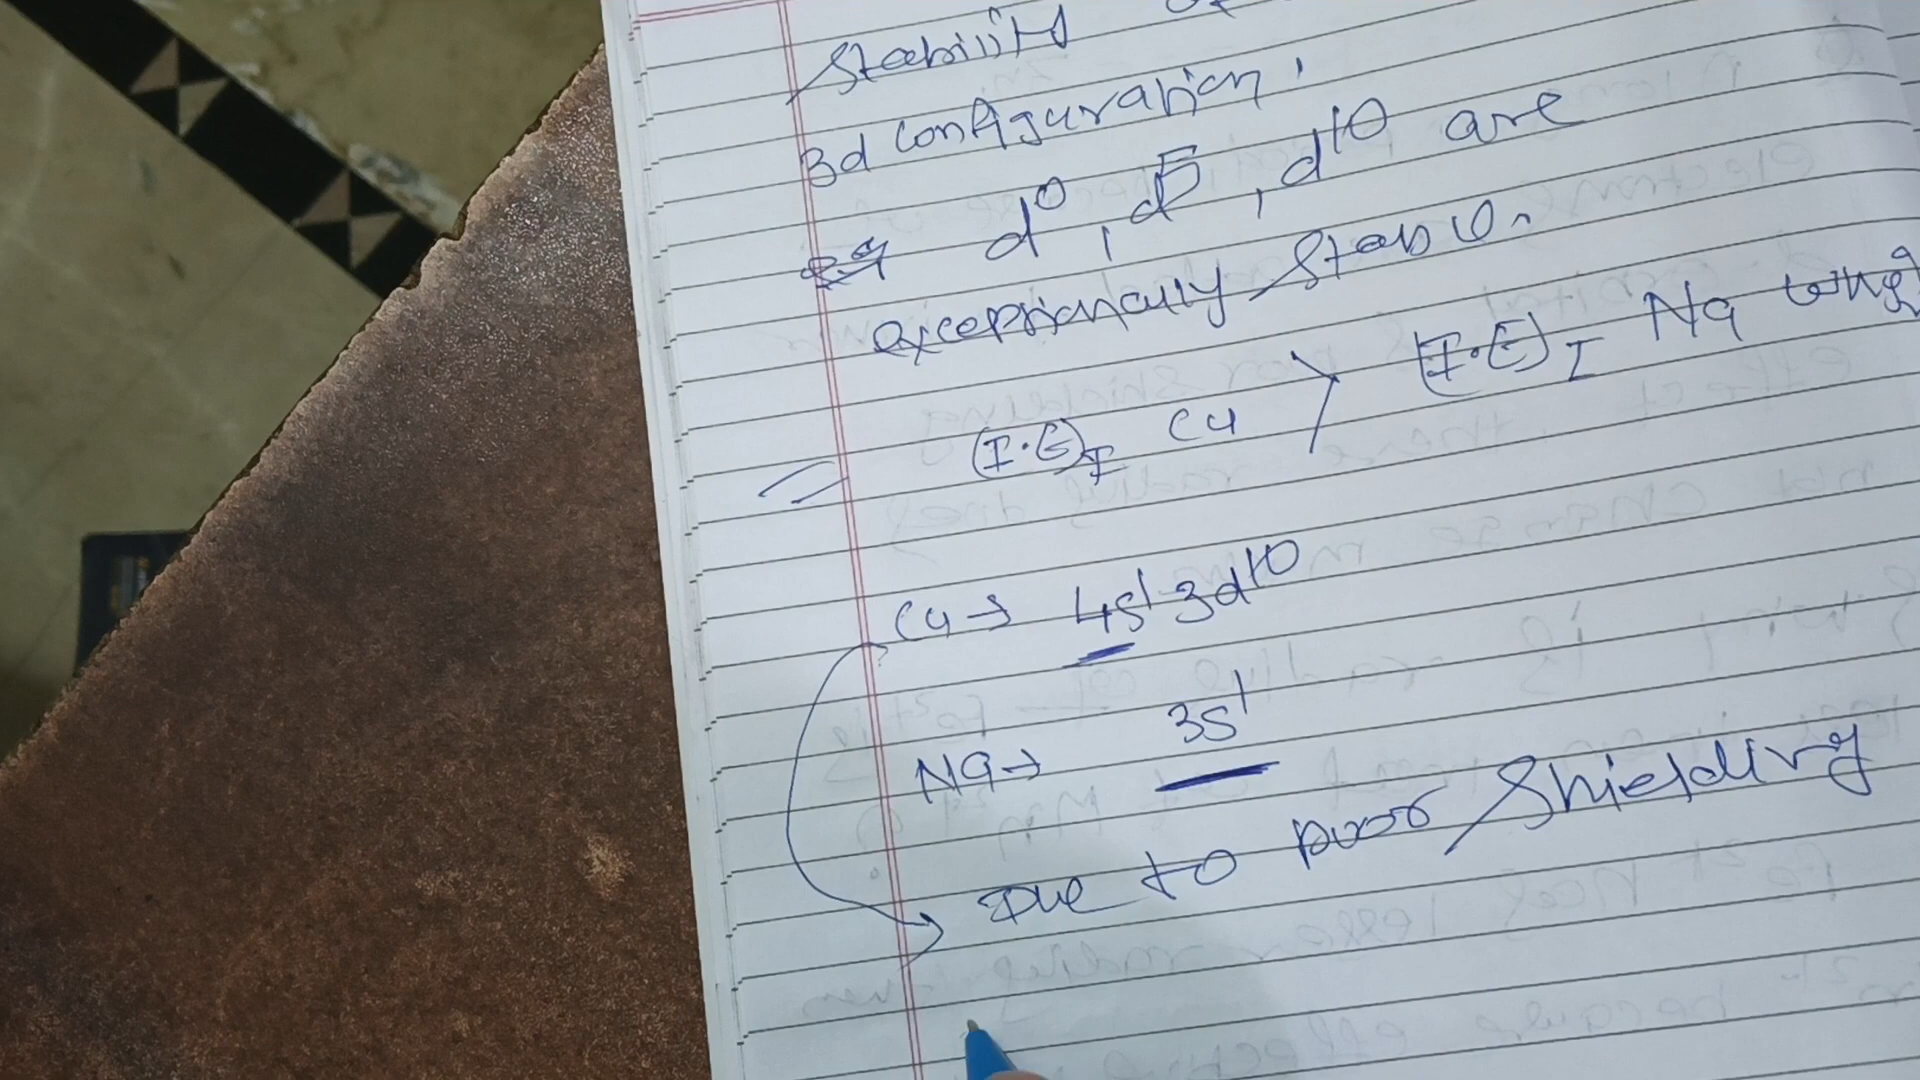 Stability
3d configuration,
d⁰, d⁵, d¹⁰ are
exceptionally stable.
(I.E)I Cu > (I.E)I Na why
Cu → 4s¹ 3d¹⁰
Na → 3s¹
Due to poor Shielding